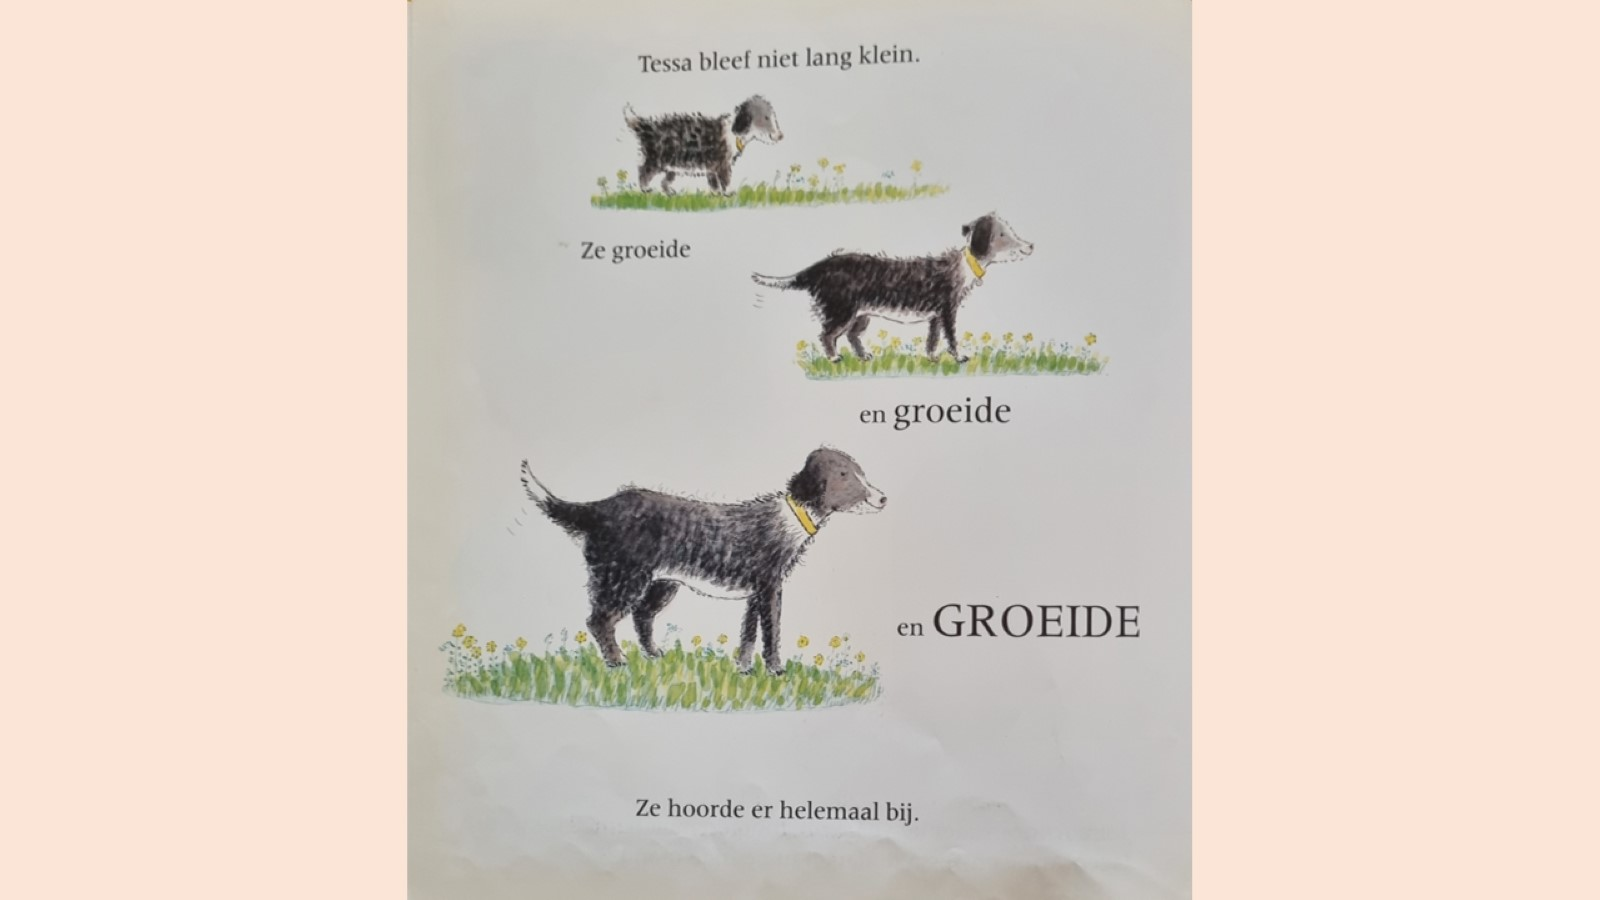 Tessa bleef niet lang klein.
Ze groeide
en groeide
en GROEIDE
Ze hoorde er helemaal bij.